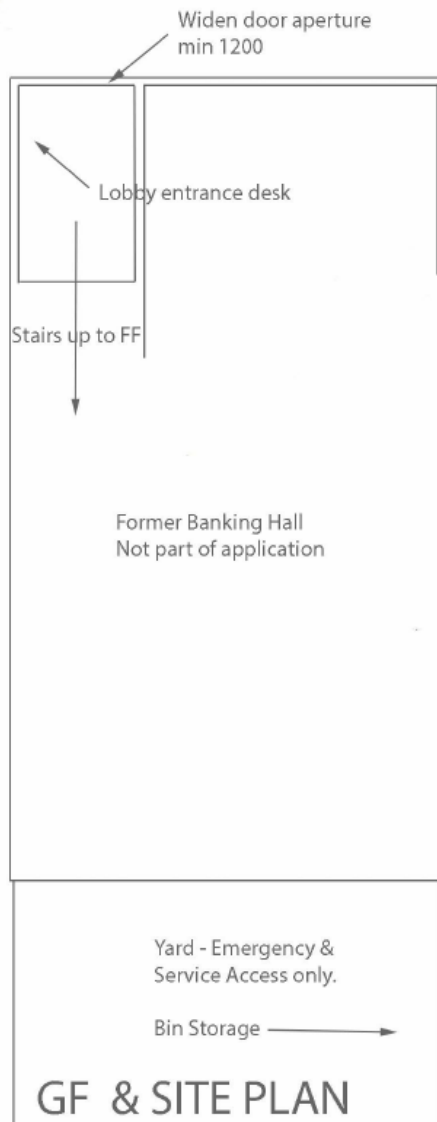 Widen door aperture
min 1200
Lobby entrance desk
Stairs up to FF
Former Banking Hall
Not part of application
Yard - Emergency &
Service Access only.
Bin Storage
GF & SITE PLAN